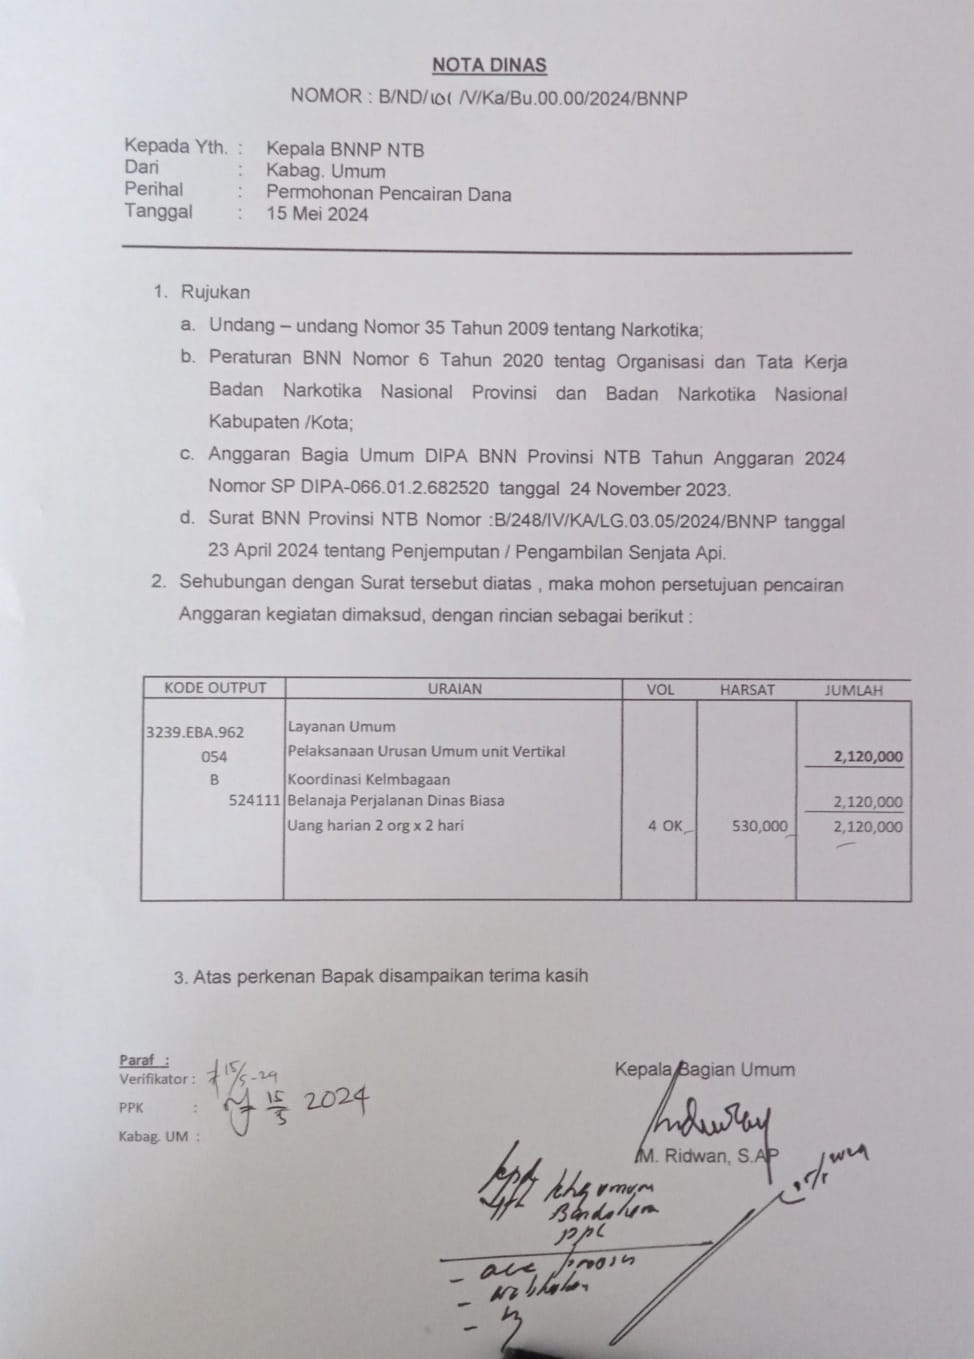 NOTA DINAS
NOMOR : B/ND/101 /V/Ka/Bu.00.00/2024/BNNP
Kepada Yth. : Kepala BNNP NTB
Dari : Kabag. Umum
Perihal : Permohonan Pencairan Dana
Tanggal : 15 Mei 2024
1. Rujukan
a. Undang – undang Nomor 35 Tahun 2009 tentang Narkotika;
b. Peraturan BNN Nomor 6 Tahun 2020 tentag Organisasi dan Tata Kerja
Badan Narkotika Nasional Provinsi dan Badan Narkotika Nasional
Kabupaten /Kota;
c. Anggaran Bagia Umum DIPA BNN Provinsi NTB Tahun Anggaran 2024
Nomor SP DIPA-066.01.2.682520 tanggal 24 November 2023.
d. Surat BNN Provinsi NTB Nomor :B/248/IV/KA/LG.03.05/2024/BNNP tanggal
23 April 2024 tentang Penjemputan / Pengambilan Senjata Api.
2. Sehubungan dengan Surat tersebut diatas , maka mohon persetujuan pencairan
Anggaran kegiatan dimaksud, dengan rincian sebagai berikut :
KODE OUTPUT URAIAN VOL HARSAT JUMLAH
3239.EBA.962 Layanan Umum
054 Pelaksanaan Urusan Umum unit Vertikal 2,120,000
B Koordinasi Kelmbagaan
524111 Belanaja Perjalanan Dinas Biasa 2,120,000
Uang harian 2 org x 2 hari 4 OK 530,000 2,120,000
3. Atas perkenan Bapak disampaikan terima kasih
Paraf :
Verifikator : 15/5-24
PPK : 15/5 2024
Kabag. UM :
Kepala Bagian Umum
M. Ridwan, S.AP
umum